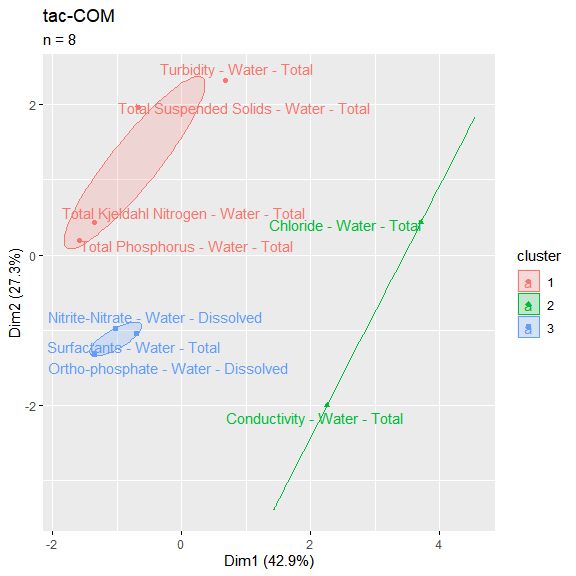 tac-COM
n = 8
Turbidity - Water - Total
Total Suspended Solids - Water - Total
Total Kjeldahl Nitrogen - Water - Total
Chloride - Water - Total
Total Phosphorus - Water - Total
Nitrite-Nitrate - Water - Dissolved
Surfactants - Water - Total
Ortho-phosphate - Water - Dissolved
Conductivity - Water - Total
2
0
-2
Dim2 (27.3%)
-2
0
2
4
Dim1 (42.9%)
cluster
a 1
a 2
a 3